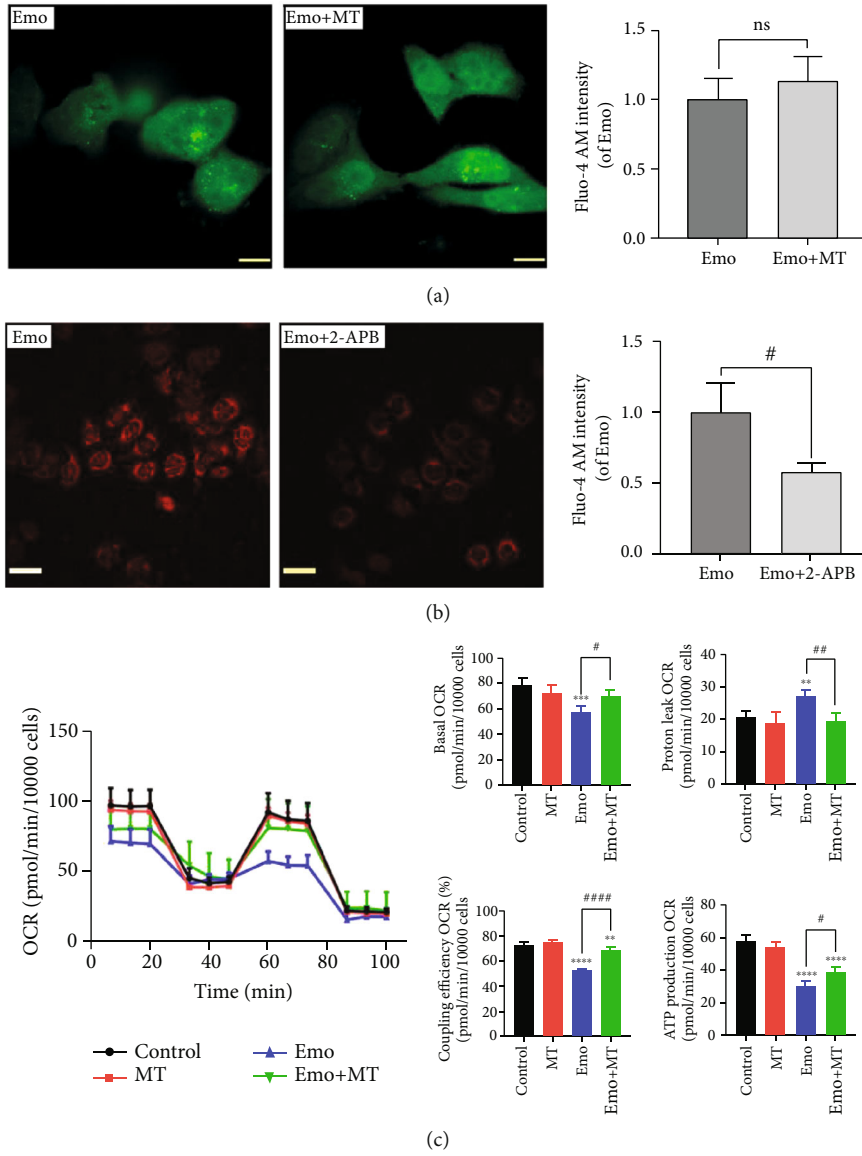 Emo
Emo+MT
Fluo-4 AM intensity
(of Emo)
1.5
1.0
0.5
0.0
ns
Emo
Emo+MT
(a)
Emo
Emo+2-APB
Fluo-4 AM intensity
(of Emo)
1.5
1.0
0.5
0.0
#
Emo
Emo+2-APB
(b)
OCR (pmol/min/10000 cells)
150
100
50
0
0
20
40
60
80
100
Time (min)
Control
Emo
MT
Emo+MT
Basal OCR
(pmol/min/10000 cells)
100
80
60
40
20
0
***
#
Control
MT
Emo
Emo+MT
Proton leak OCR
(pmol/min/10000 cells)
40
30
20
10
0
**
##
Control
MT
Emo
Emo+MT
Coupling efficiency OCR (%)
(pmol/min/10000 cells)
100
80
60
40
20
0
****
####
**
Control
MT
Emo
Emo+MT
ATP production OCR
(pmol/min/10000 cells)
80
60
40
20
0
****
#
****
Control
MT
Emo
Emo+MT
(c)